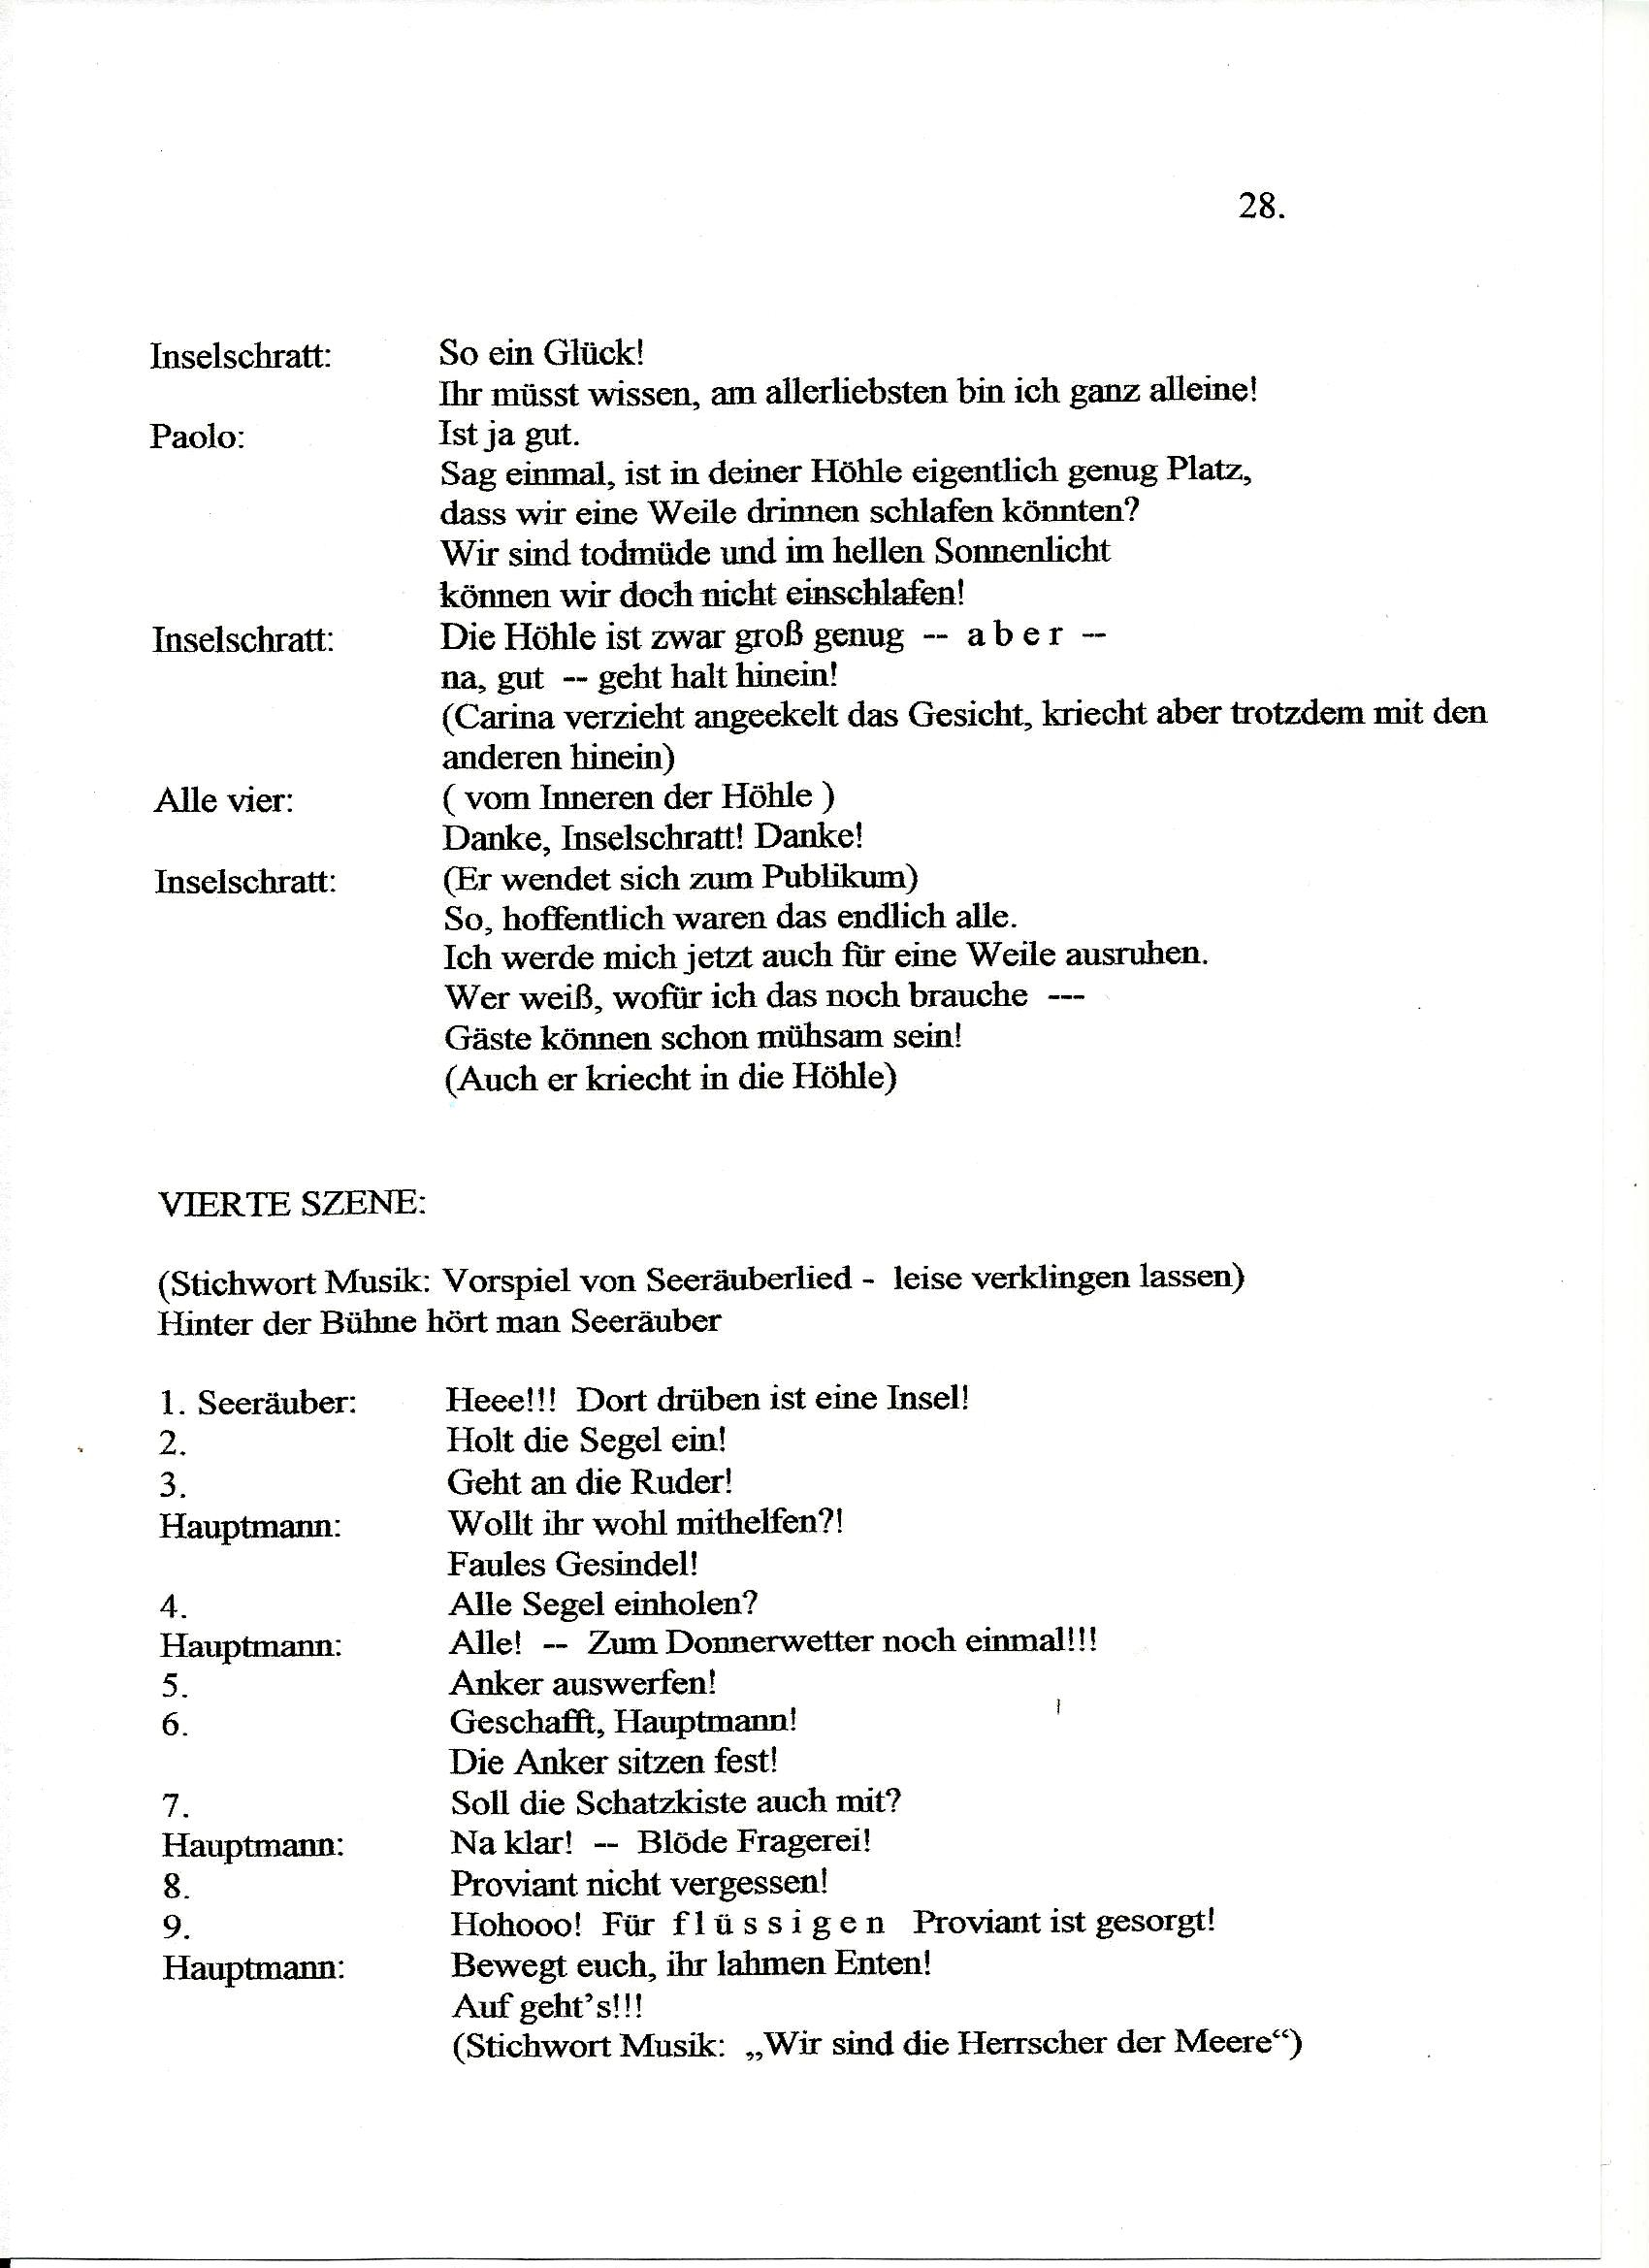 28.
Inselschratt: So ein Glück!
Ihr müsst wissen, am allerliebsten bin ich ganz alleine!
Paolo: Ist ja gut.
Sag einmal, ist in deiner Höhle eigentlich genug Platz,
dass wir eine Weile drinnen schlafen könnten?
Wir sind todmüde und im hellen Sonnenlicht
können wir doch nicht einschlafen!
Inselschratt: Die Höhle ist zwar groß genug -- a b e r --
na, gut -- geht halt hinein!
(Carina verzieht angeekelt das Gesicht, kriecht aber trotzdem mit den
anderen hinein)
Alle vier: ( vom Inneren der Höhle )
Danke, Inselschratt! Danke!
Inselschratt: (Er wendet sich zum Publikum)
So, hoffentlich waren das endlich alle.
Ich werde mich jetzt auch für eine Weile ausruhen.
Wer weiß, wofür ich das noch brauche ---
Gäste können schon mühsam sein!
(Auch er kriecht in die Höhle)
VIERTE SZENE:
(Stichwort Musik: Vorspiel von Seeräuberlied - leise verklingen lassen)
Hinter der Bühne hört man Seeräuber
1. Seeräuber: Heee!!! Dort drüben ist eine Insel!
2. Holt die Segel ein!
3. Geht an die Ruder!
Hauptmann: Wollt ihr wohl mithelfen?!
Faules Gesindel!
4. Alle Segel einholen?
Hauptmann: Alle! -- Zum Donnerwetter noch einmal!!!
5. Anker auswerfen!
6. Geschafft, Hauptmann!
Die Anker sitzen fest!
7. Soll die Schatzkiste auch mit?
Hauptmann: Na klar! -- Blöde Fragerei!
8. Proviant nicht vergessen!
9. Hohooo! Für f l ü s s i g e n Proviant ist gesorgt!
Hauptmann: Bewegt euch, ihr lahmen Enten!
Auf geht's!!!
(Stichwort Musik: „Wir sind die Herrscher der Meere“)